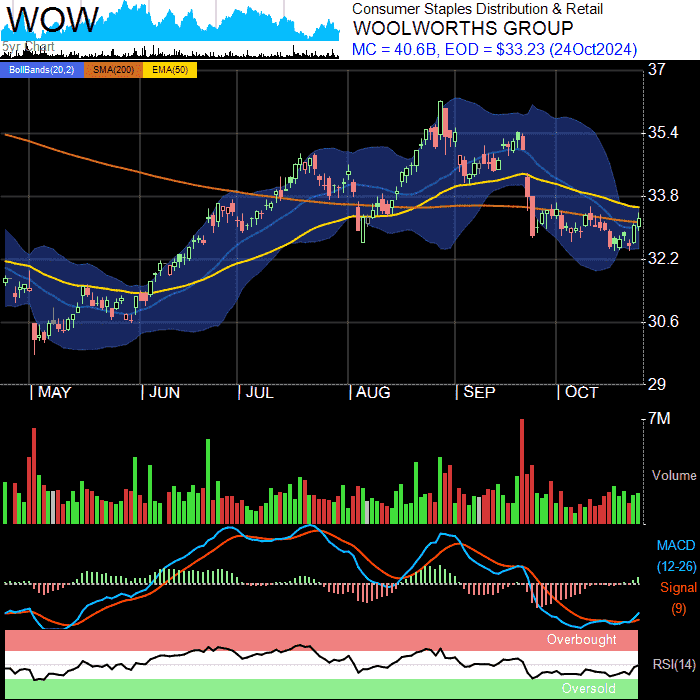 WOW
5yr Chart
Consumer Staples Distribution & Retail
WOOLWORTHS GROUP
MC = 40.6B, EOD = $33.23 (24Oct2024)
BollBands(20,2) SMA(200) EMA(50)
37
35.4
33.8
32.2
30.6
29
MAY JUN JUL AUG SEP OCT
7M
Volume
MACD
(12-26)
Signal
(9)
Overbought
RSI(14)
Oversold